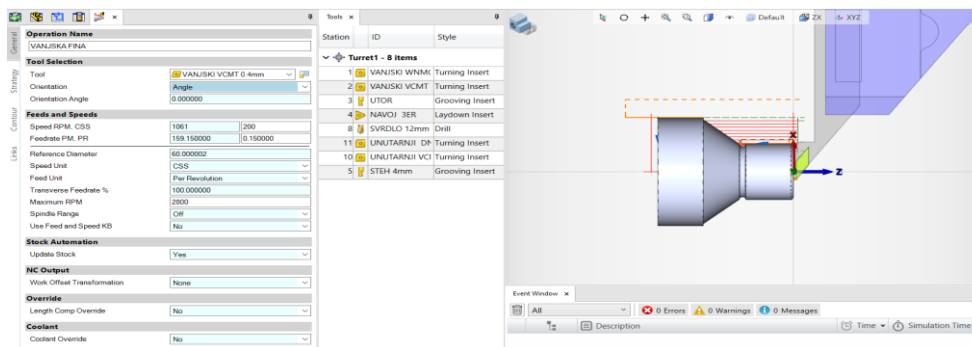 General
Strategy
Contour
Links
Operation Name
VANJSKA FINA
Tool Selection
Tool VANJSKI VCMT 0.4mm
Orientation Angle
Orientation Angle 0.000000
Feeds and Speeds
Speed RPM, CSS 1061 200
Feedrate PM, PR 159.150000 0.150000
Reference Diameter 60.000002
Speed Unit CSS
Feed Unit Per Revolution
Transverse Feedrate % 100.000000
Maximum RPM 2800
Spindle Range Off
Use Feed and Speed KB No
Stock Automation
Update Stock Yes
NC Output
Work Offset Transformation None
Override
Length Comp Override No
Coolant
Coolant Override No
Tools
Station ID Style
Turret1 - 8 items
1 VANJSKI WNM( Turning Insert
2 VANJSKI VCMT Turning Insert
3 UTOR Grooving Insert
4 NAVOJ 3ER Laydown Insert
8 SVRDLO 12mm Drill
11 UNUTARNJI DN Turning Insert
10 UNUTARNJI VCI Turning Insert
5 STEH 4mm Grooving Insert
Default ZX XYZ
X
Z
Event Window
All 0 Errors 0 Warnings 0 Messages
Description Time Simulation Time